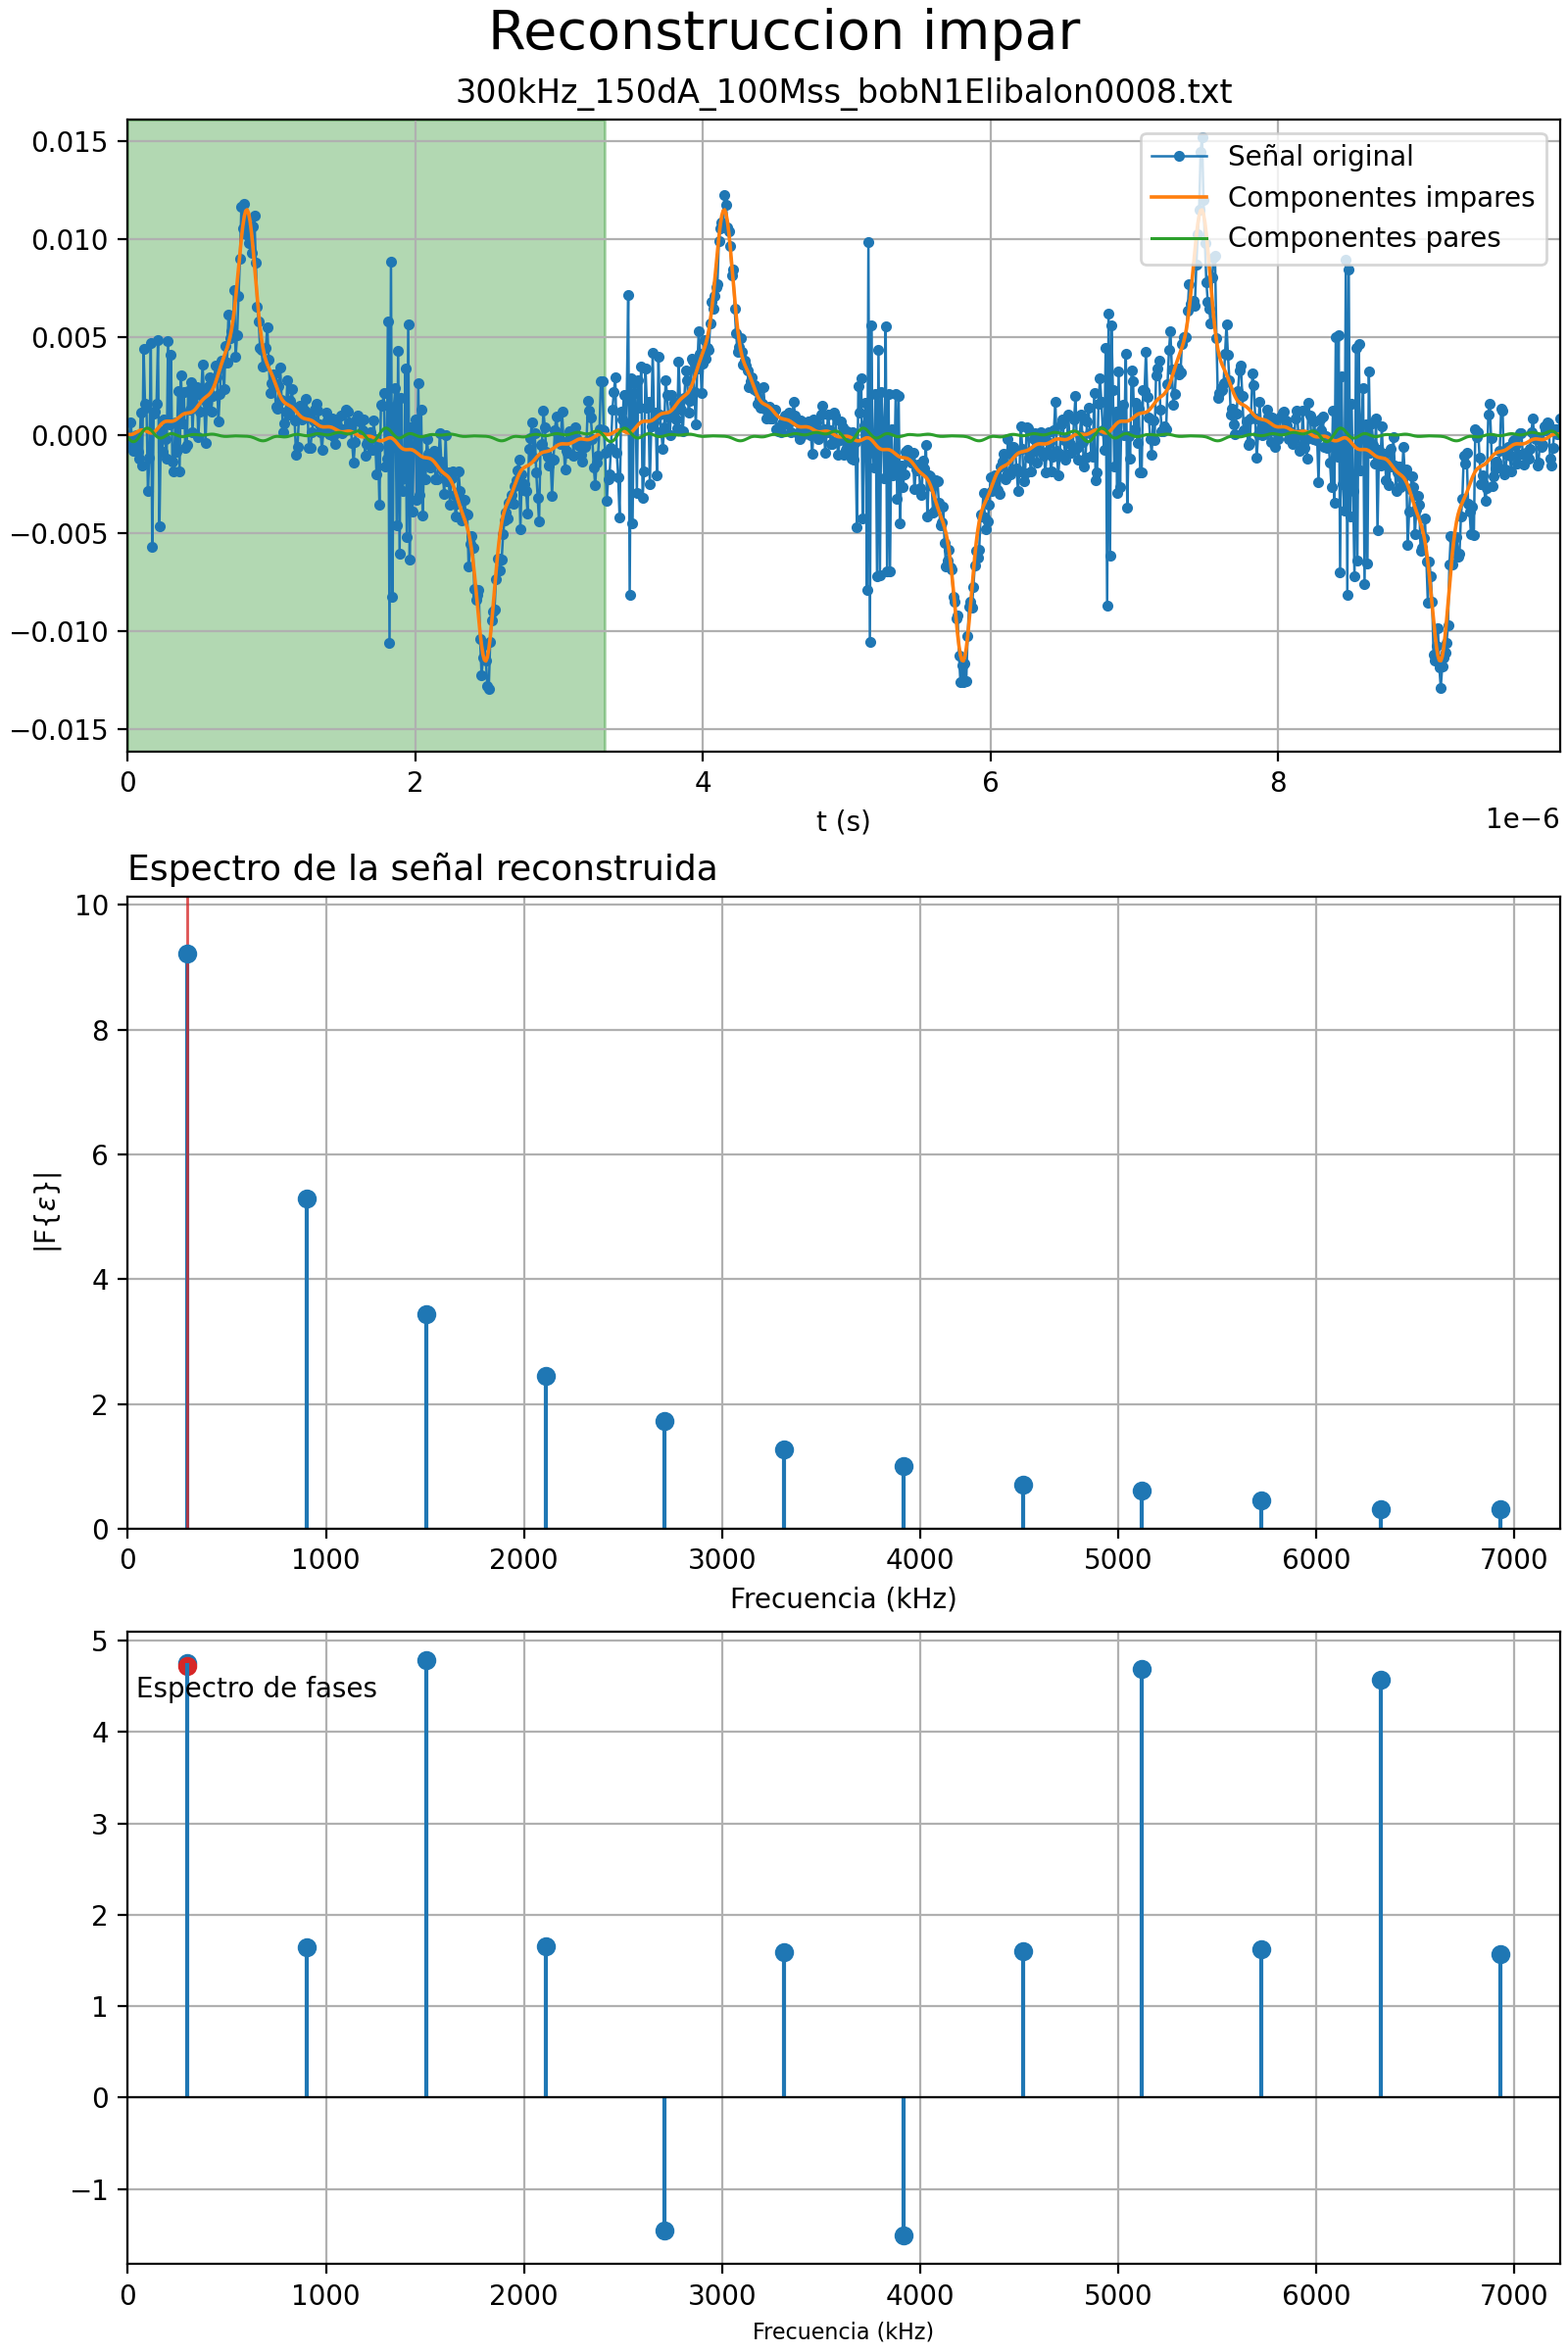 Reconstruccion impar
300kHz_150dA_100Mss_bobN1Elibalon0008.txt
0.015
0.010
0.005
0.000
−0.005
−0.010
−0.015
Señal original
Componentes impares
Componentes pares
0 2 4 6 8
t (s)
1e−6
Espectro de la señal reconstruida
10
8
6
4
2
0
|F{ε}|
0 1000 2000 3000 4000 5000 6000 7000
Frecuencia (kHz)
5
4
3
2
1
0
−1
Espectro de fases
0 1000 2000 3000 4000 5000 6000 7000
Frecuencia (kHz)